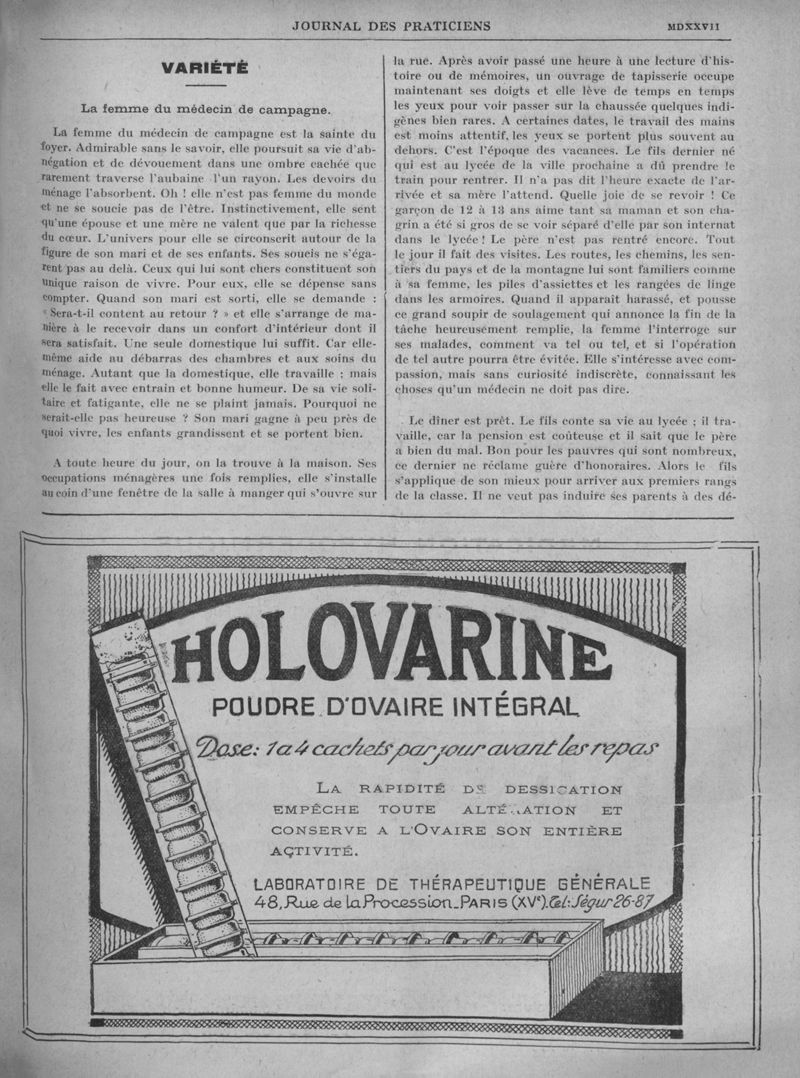 JOURNAL DES PRATICIENS
MDXXVII
VARIÉTÉ
La femme du médecin de campagne.
La femme du médecin de campagne est la sainte du
foyer. Admirable sans le savoir, elle poursuit sa vie d'ab-
négation et de dévouement dans une ombre cachée que
rarement traverse l'aubaine l'un rayon. Les devoirs du
ménage l'absorbent. Oh ! elle n'est pas femme du monde
et ne se soucie pas de l'être. Instinctivement, elle sent
qu'une épouse et une mère ne valent que par la richesse
du cœur. L'univers pour elle se circonscrit autour de la
figure de son mari et de ses enfants. Ses soucis ne s'éga-
rent pas au delà. Ceux qui lui sont chers constituent son
unique raison de vivre. Pour eux, elle se dépense sans
compter. Quand son mari est sorti, elle se demande :
« Sera-t-il content au retour ? » et elle s'arrange de ma-
nière à le recevoir dans un confort d'intérieur dont il
sera satisfait. Une seule domestique lui suffit. Car elle-
même aide au débarras des chambres et aux soins du
ménage. Autant que la domestique, elle travaille ; mais
elle le fait avec entrain et bonne humeur. De sa vie soli-
taire et fatigante, elle ne se plaint jamais. Pourquoi ne
serait-elle pas heureuse ? Son mari gagne à peu près de
quoi vivre, les enfants grandissent et se portent bien.
A toute heure du jour, on la trouve à la maison. Ses
occupations ménagères une fois remplies, elle s'installe
au coin d'une fenêtre de la salle à manger qui s'ouvre sur
la rue. Après avoir passé une heure à une lecture d'his-
toire ou de mémoires, un ouvrage de tapisserie occupe
maintenant ses doigts et elle lève de temps en temps
les yeux pour voir passer sur la chaussée quelques indi-
gènes bien rares. A certaines dates, le travail des mains
est moins attentif, les yeux se portent plus souvent au
dehors. C'est l'époque des vacances. Le fils dernier né
qui est au lycée de la ville prochaine a dû prendre le
train pour rentrer. Il n'a pas dit l'heure exacte de l'ar-
rivée et sa mère l'attend. Quelle joie de se revoir ! Ce
garçon de 12 à 13 ans aime tant sa maman et son cha-
grin a été si gros de se voir séparé d'elle par son internat
dans le lycée ! Le père n'est pas rentré encore. Tout
le jour il fait des visites. Les routes, les chemins, les sen-
tiers du pays et de la montagne lui sont familiers comme
à sa femme, les piles d'assiettes et les rangées de linge
dans les armoires. Quand il apparaît harassé, et pousse
ce grand soupir de soulagement qui annonce la fin de la
tâche heureusement remplie, la femme l'interroge sur
ses malades, comment va tel ou tel, et si l'opération
de tel autre pourra être évitée. Elle s'intéresse avec com-
passion, mais sans curiosité indiscrète, connaissant les
choses qu'un médecin ne doit pas dire.
Le dîner est prêt. Le fils conte sa vie au lycée ; il tra-
vaille, car la pension est coûteuse et il sait que le père
a bien du mal. Bon pour les pauvres qui sont nombreux,
ce dernier ne réclame guère d'honoraires. Alors le fils
s'applique de son mieux pour arriver aux premiers rangs
de la classe. Il ne veut pas induire ses parents à des dé-
HOLOVARINE
POUDRE D'OVAIRE INTÉGRAL
Dose: 1 a 4 cachets par jour avant les repas
LA RAPIDITÉ DE DESSICATION
EMPÊCHE TOUTE ALTÉRATION ET
CONSERVE A L'OVAIRE SON ENTIÈRE
AÇTIVITÉ.
LABORATOIRE DE THÉRAPEUTIQUE GÉNÉRALE
48, Rue de La Procession_PARIS (XVe). Tel: Ségur 26-87